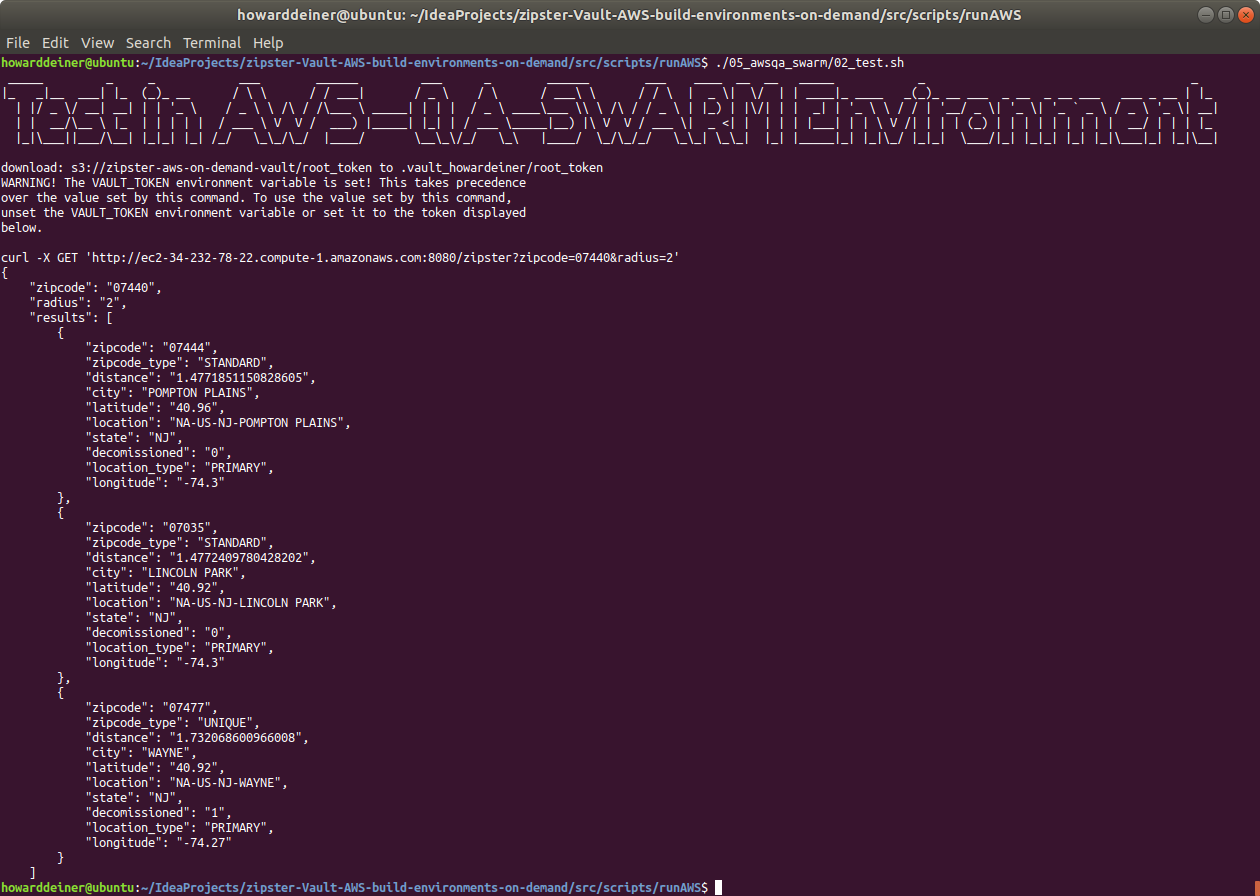 howarddeiner@ubuntu: ~/IdeaProjects/zipster-Vault-AWS-build-environments-on-demand/src/scripts/runAWS
File Edit View Search Terminal Help
howarddeiner@ubuntu:~/IdeaProjects/zipster-Vault-AWS-build-environments-on-demand/src/scripts/runAWS$ ./05_awsqa_swarm/02_test.sh
Test in AWS-QA-SWARM Environment
download: s3://zipster-aws-on-demand-vault/root_token to .vault_howardeiner/root_token
WARNING! The VAULT_TOKEN environment variable is set! This takes precedence
over the value set by this command. To use the value set by this command,
unset the VAULT_TOKEN environment variable or set it to the token displayed
below.
curl -X GET 'http://ec2-34-232-78-22.compute-1.amazonaws.com:8080/zipster?zipcode=07440&radius=2'
{
"zipcode": "07440",
"radius": "2",
"results": [
{
"zipcode": "07444",
"zipcode_type": "STANDARD",
"distance": "1.4771851150828605",
"city": "POMPTON PLAINS",
"latitude": "40.96",
"location": "NA-US-NJ-POMPTON PLAINS",
"state": "NJ",
"decomissioned": "0",
"location_type": "PRIMARY",
"longitude": "-74.3"
},
{
"zipcode": "07035",
"zipcode_type": "STANDARD",
"distance": "1.4772409780428202",
"city": "LINCOLN PARK",
"latitude": "40.92",
"location": "NA-US-NJ-LINCOLN PARK",
"state": "NJ",
"decomissioned": "0",
"location_type": "PRIMARY",
"longitude": "-74.3"
},
{
"zipcode": "07477",
"zipcode_type": "UNIQUE",
"distance": "1.732068600966008",
"city": "WAYNE",
"latitude": "40.92",
"location": "NA-US-NJ-WAYNE",
"state": "NJ",
"decomissioned": "1",
"location_type": "PRIMARY",
"longitude": "-74.27"
}
]
howarddeiner@ubuntu:~/IdeaProjects/zipster-Vault-AWS-build-environments-on-demand/src/scripts/runAWS$